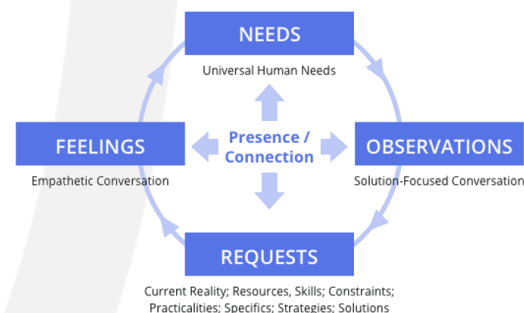 NEEDS
Universal Human Needs
FEELINGS
Empathetic Conversation
Presence /
Connection
OBSERVATIONS
Solution-Focused Conversation
REQUESTS
Current Reality; Resources, Skills; Constraints;
Practicalities; Specifics; Strategies; Solutions